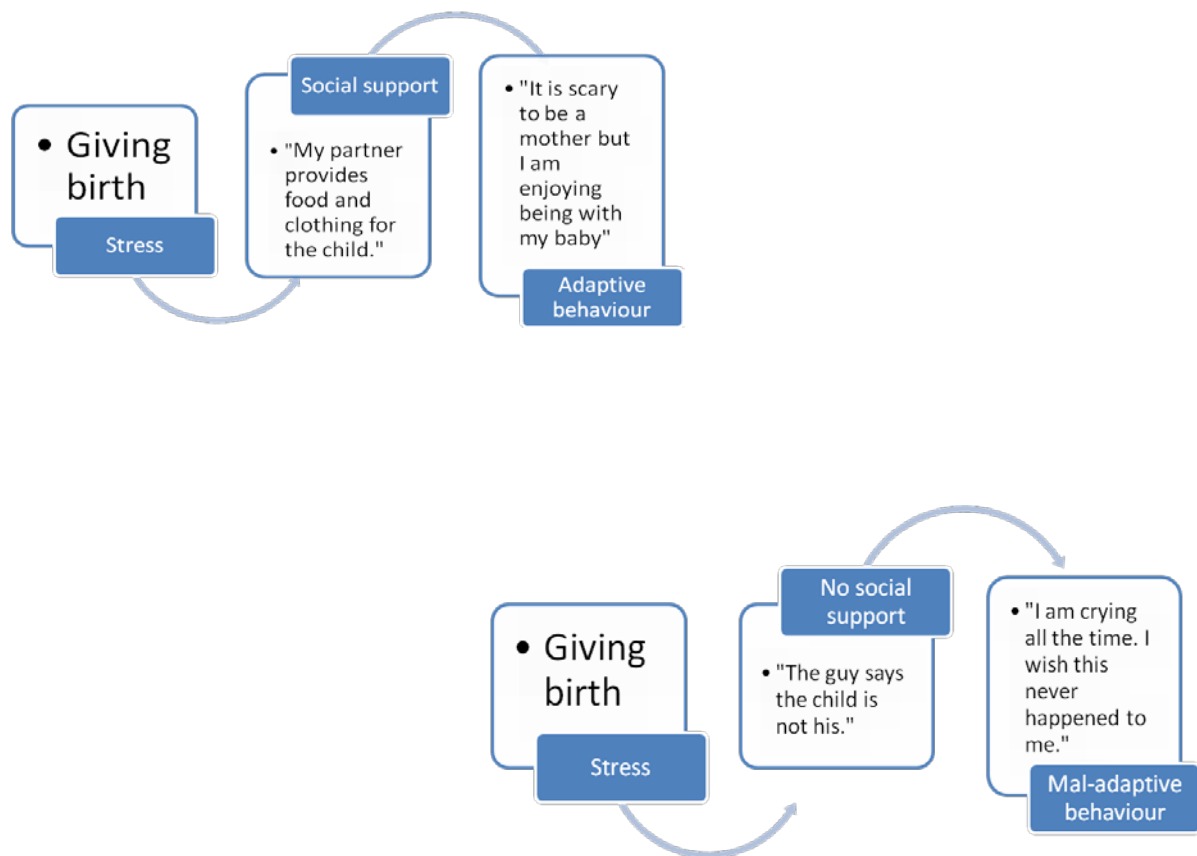 • Giving
birth
Stress
Social support
• "My partner
provides
food and
clothing for
the child."
• "It is scary
to be a
mother but
I am
enjoying
being with
my baby"
Adaptive
behaviour
• Giving
birth
Stress
No social
support
• "The guy says
the child is
not his."
• "I am crying
all the time. I
wish this
never
happened to
me."
Mal-adaptive
behaviour